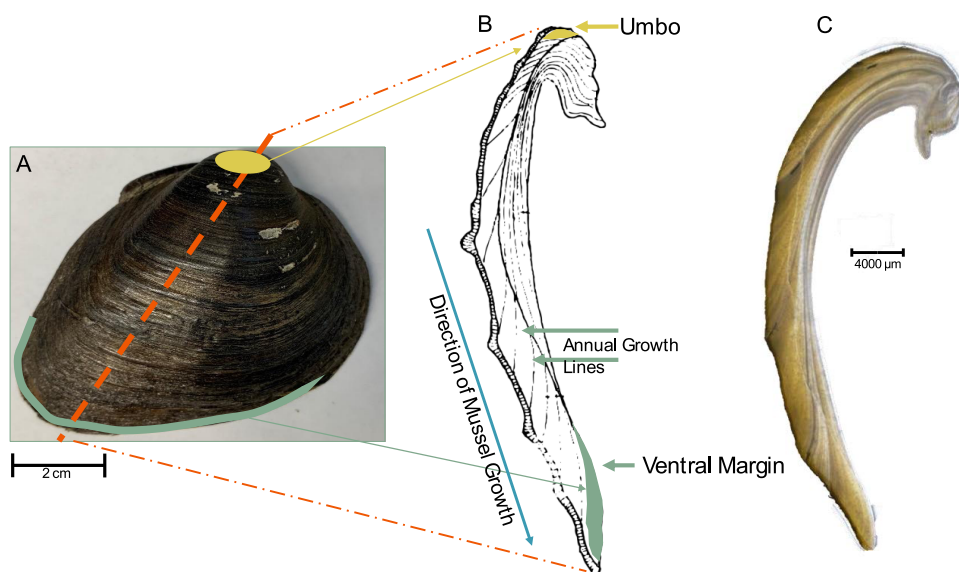 A
2 cm
B
Umbo
Direction of Mussel Growth
Annual Growth
Lines
Ventral Margin
C
4000 µm